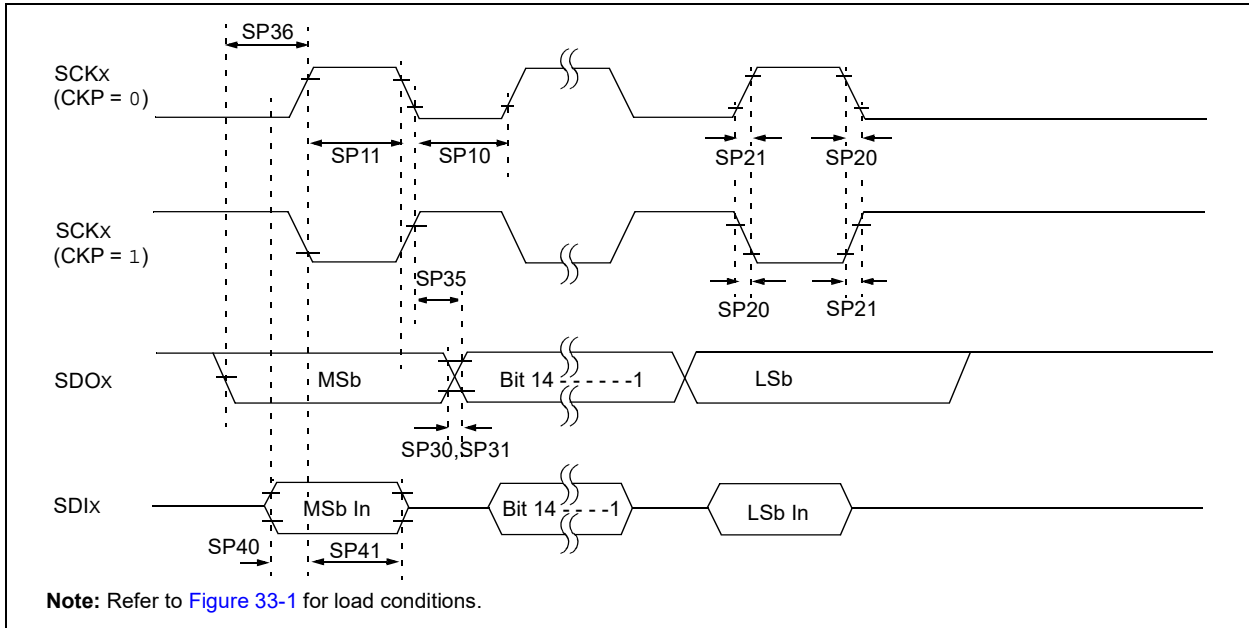 SP36
SCKx
(CKP = 0)
SP11
SP10
SP21
SP20
SCKx
(CKP = 1)
SP35
SP20
SP21
SDOx
MSb
Bit 14 - - - - - -1
LSb
SP30,SP31
SDIx
MSb In
Bit 14 - - - -1
LSb In
SP40
SP41
Note: Refer to Figure 33-1 for load conditions.